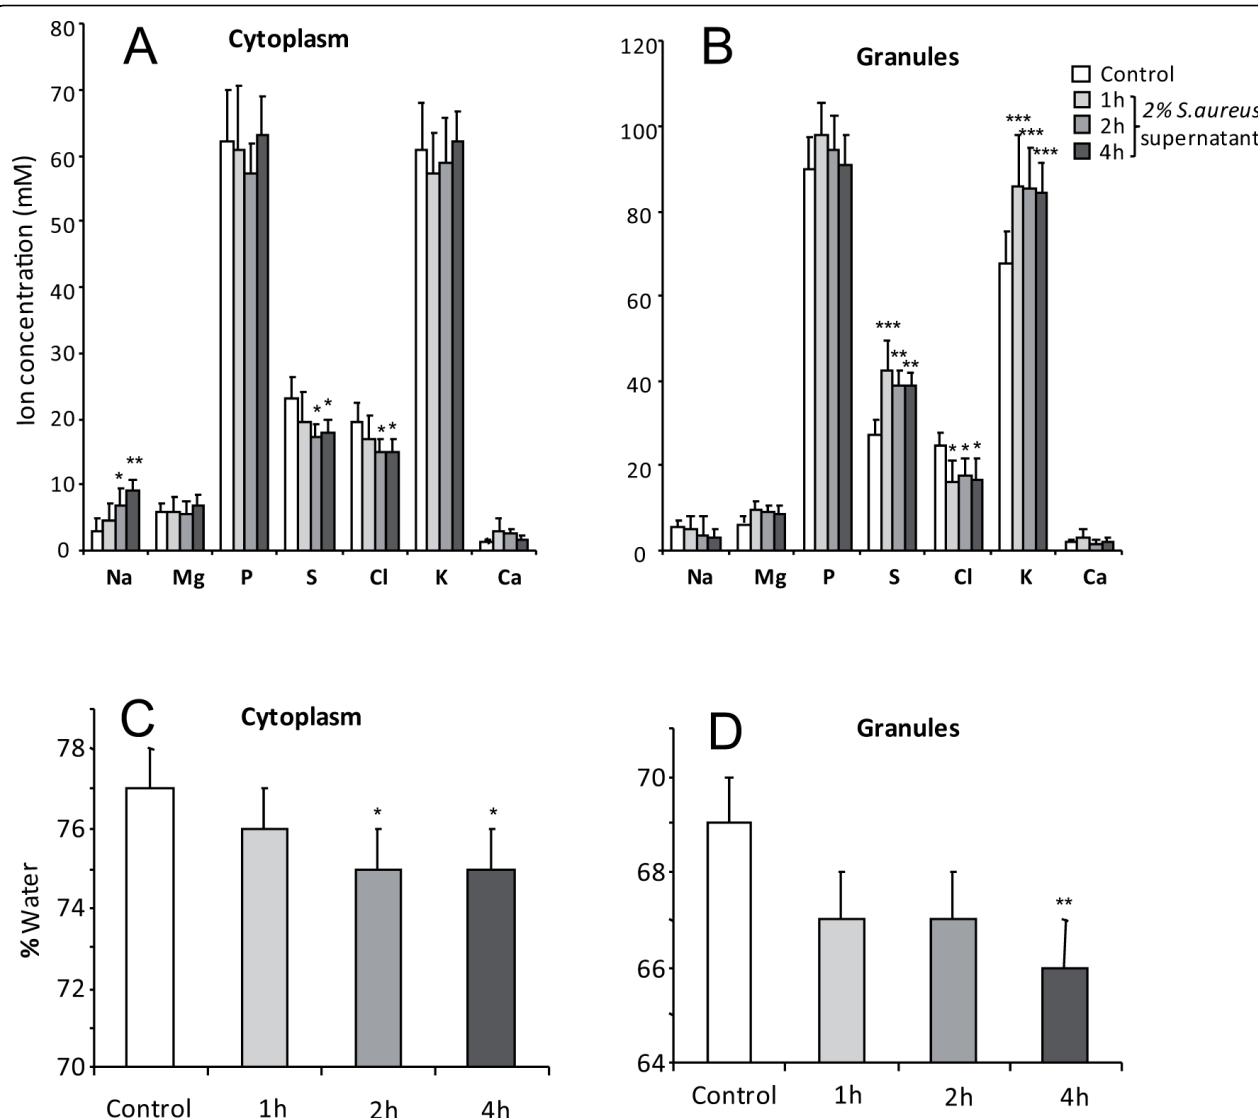 A
Cytoplasm
Ion concentration (mM)
80
70
60
50
40
30
20
10
0
* **
* *
* *
Na Mg P S Cl K Ca
B
Granules
120
100
80
60
40
20
0
*** ** **
* * *
*** *** ***
Na Mg P S Cl K Ca
Control
1h
2h
4h
2% S.aureus
supernatant
C
Cytoplasm
% Water
78
76
74
72
70
* *
Control 1h 2h 4h
D
Granules
70
68
66
64
**
Control 1h 2h 4h